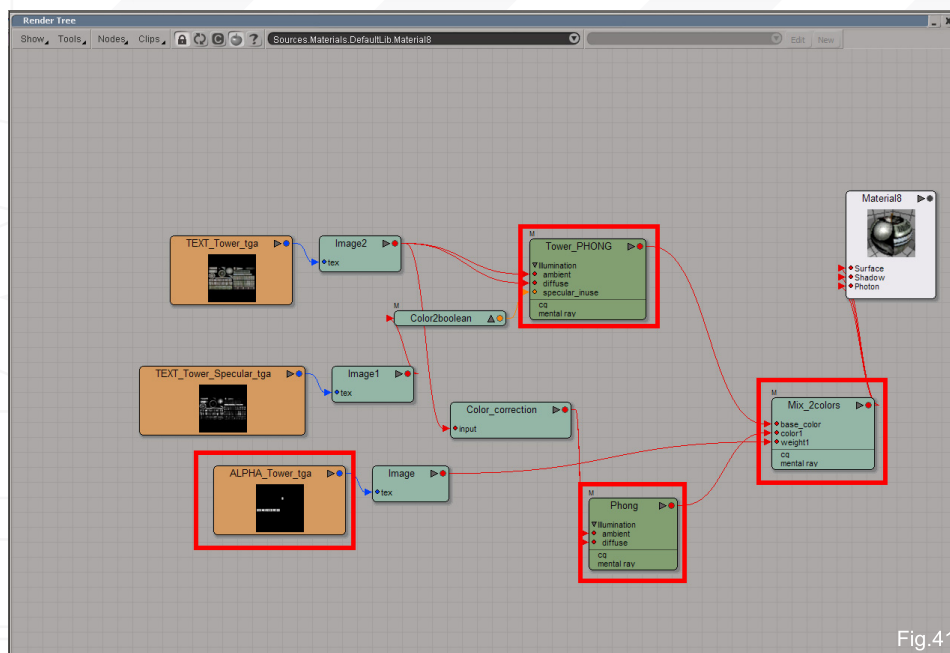 Render Tree
Show Tools Nodes Clips ? Sources.Materials.DefaultLib.Material8 Edit New
Material8
Surface
Shadow
Photon
TEXT_Tower_tga
Image2
tex
M
Tower_PHONG
Illumination
ambient
diffuse
specular_inuse
cq
mental ray
M
Color2boolean
TEXT_Tower_Specular_tga
Image1
tex
Color_correction
input
M
Mix_2colors
base_color
color1
weight1
cq
mental ray
ALPHA_Tower_tga
Image
tex
M
Phong
Illumination
ambient
diffuse
cq
mental ray
Fig.41